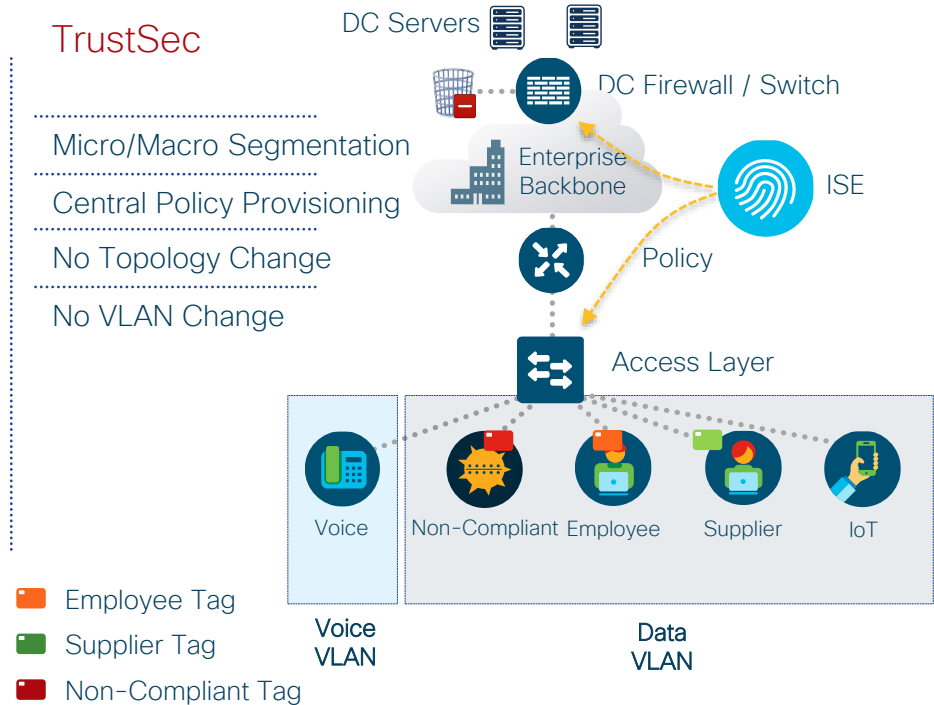 TrustSec
DC Servers
DC Firewall / Switch
Micro/Macro Segmentation
Enterprise
Backbone
ISE
Central Policy Provisioning
No Topology Change
Policy
No VLAN Change
Access Layer
Voice
Non-Compliant
Employee
Supplier
IoT
Employee Tag
Supplier Tag
Non-Compliant Tag
Voice
VLAN
Data
VLAN